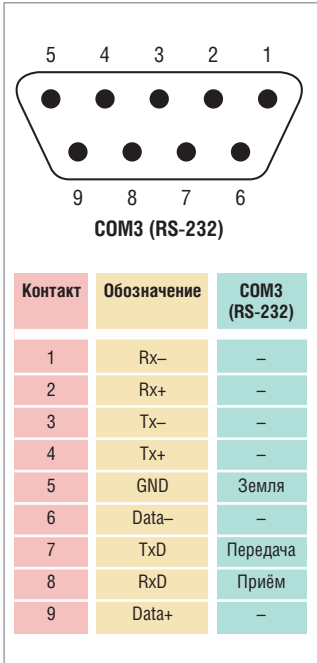 5 4 3 2 1
9 8 7 6
COM3 (RS-232)
Контакт Обозначение COM3 (RS-232)
1 Rx– –
2 Rx+ –
3 Tx– –
4 Tx+ –
5 GND Земля
6 Data– –
7 TxD Передача
8 RxD Приём
9 Data+ –